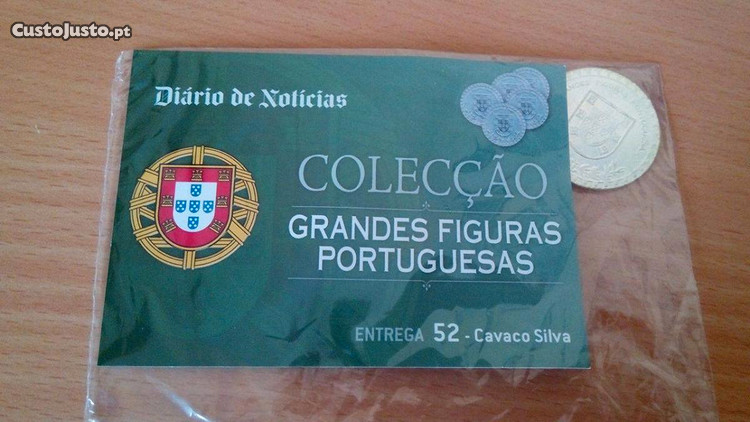 CustoJusto.pt
Diário de Notícias
COLECÇÃO
GRANDES FIGURAS
PORTUGUESAS
ENTREGA 52 - Cavaco Silva